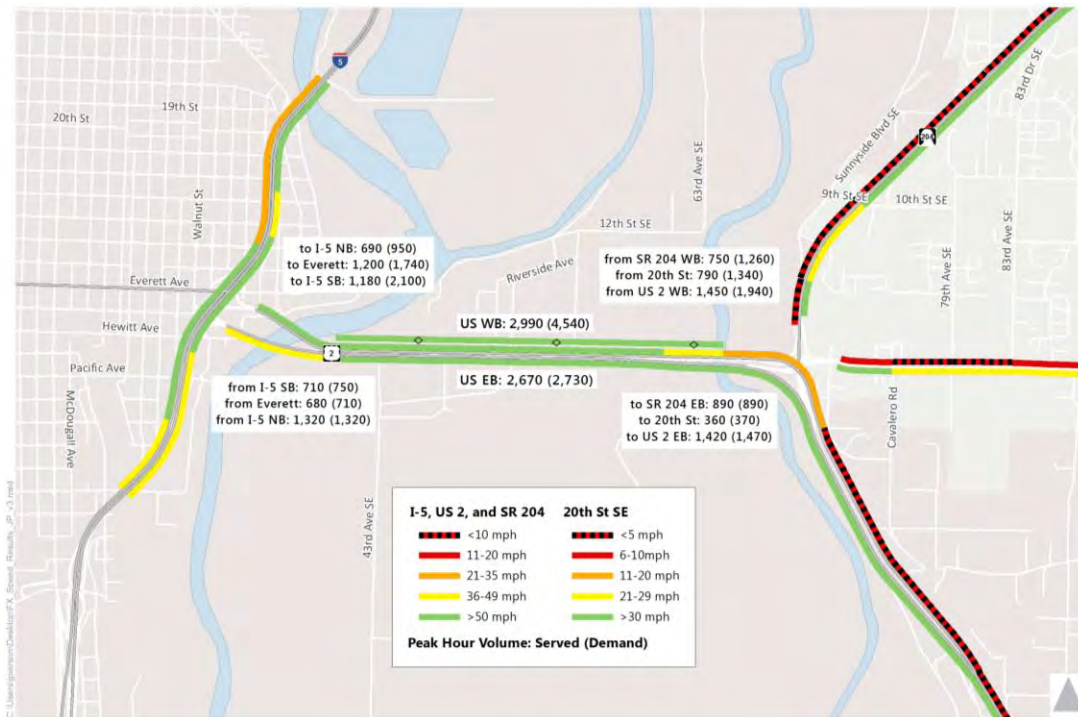 5
19th St
20th St
Walnut St
83rd Dr SE
204
Sunnyside Blvd SE
63rd Ave SE
9th St SE
10th St SE
12th St SE
83rd Ave SE
79th Ave SE
Riverside Ave
to I-5 NB: 690 (950)
to Everett: 1,200 (1,740)
to I-5 SB: 1,180 (2,100)
from SR 204 WB: 750 (1,260)
from 20th St: 790 (1,340)
from US 2 WB: 1,450 (1,940)
Everett Ave
Hewitt Ave
Pacific Ave
McDougall Ave
US WB: 2,990 (4,540)
2
US EB: 2,670 (2,730)
from I-5 SB: 710 (750)
from Everett: 680 (710)
from I-5 NB: 1,320 (1,320)
to SR 204 EB: 890 (890)
to 20th St: 360 (370)
to US 2 EB: 1,420 (1,470)
Cavalero Rd
43rd Ave SE
I-5, US 2, and SR 204 20th St SE
<10 mph <5 mph
11-20 mph 6-10mph
21-35 mph 11-20 mph
36-49 mph 21-29 mph
>50 mph >30 mph
Peak Hour Volume: Served (Demand)